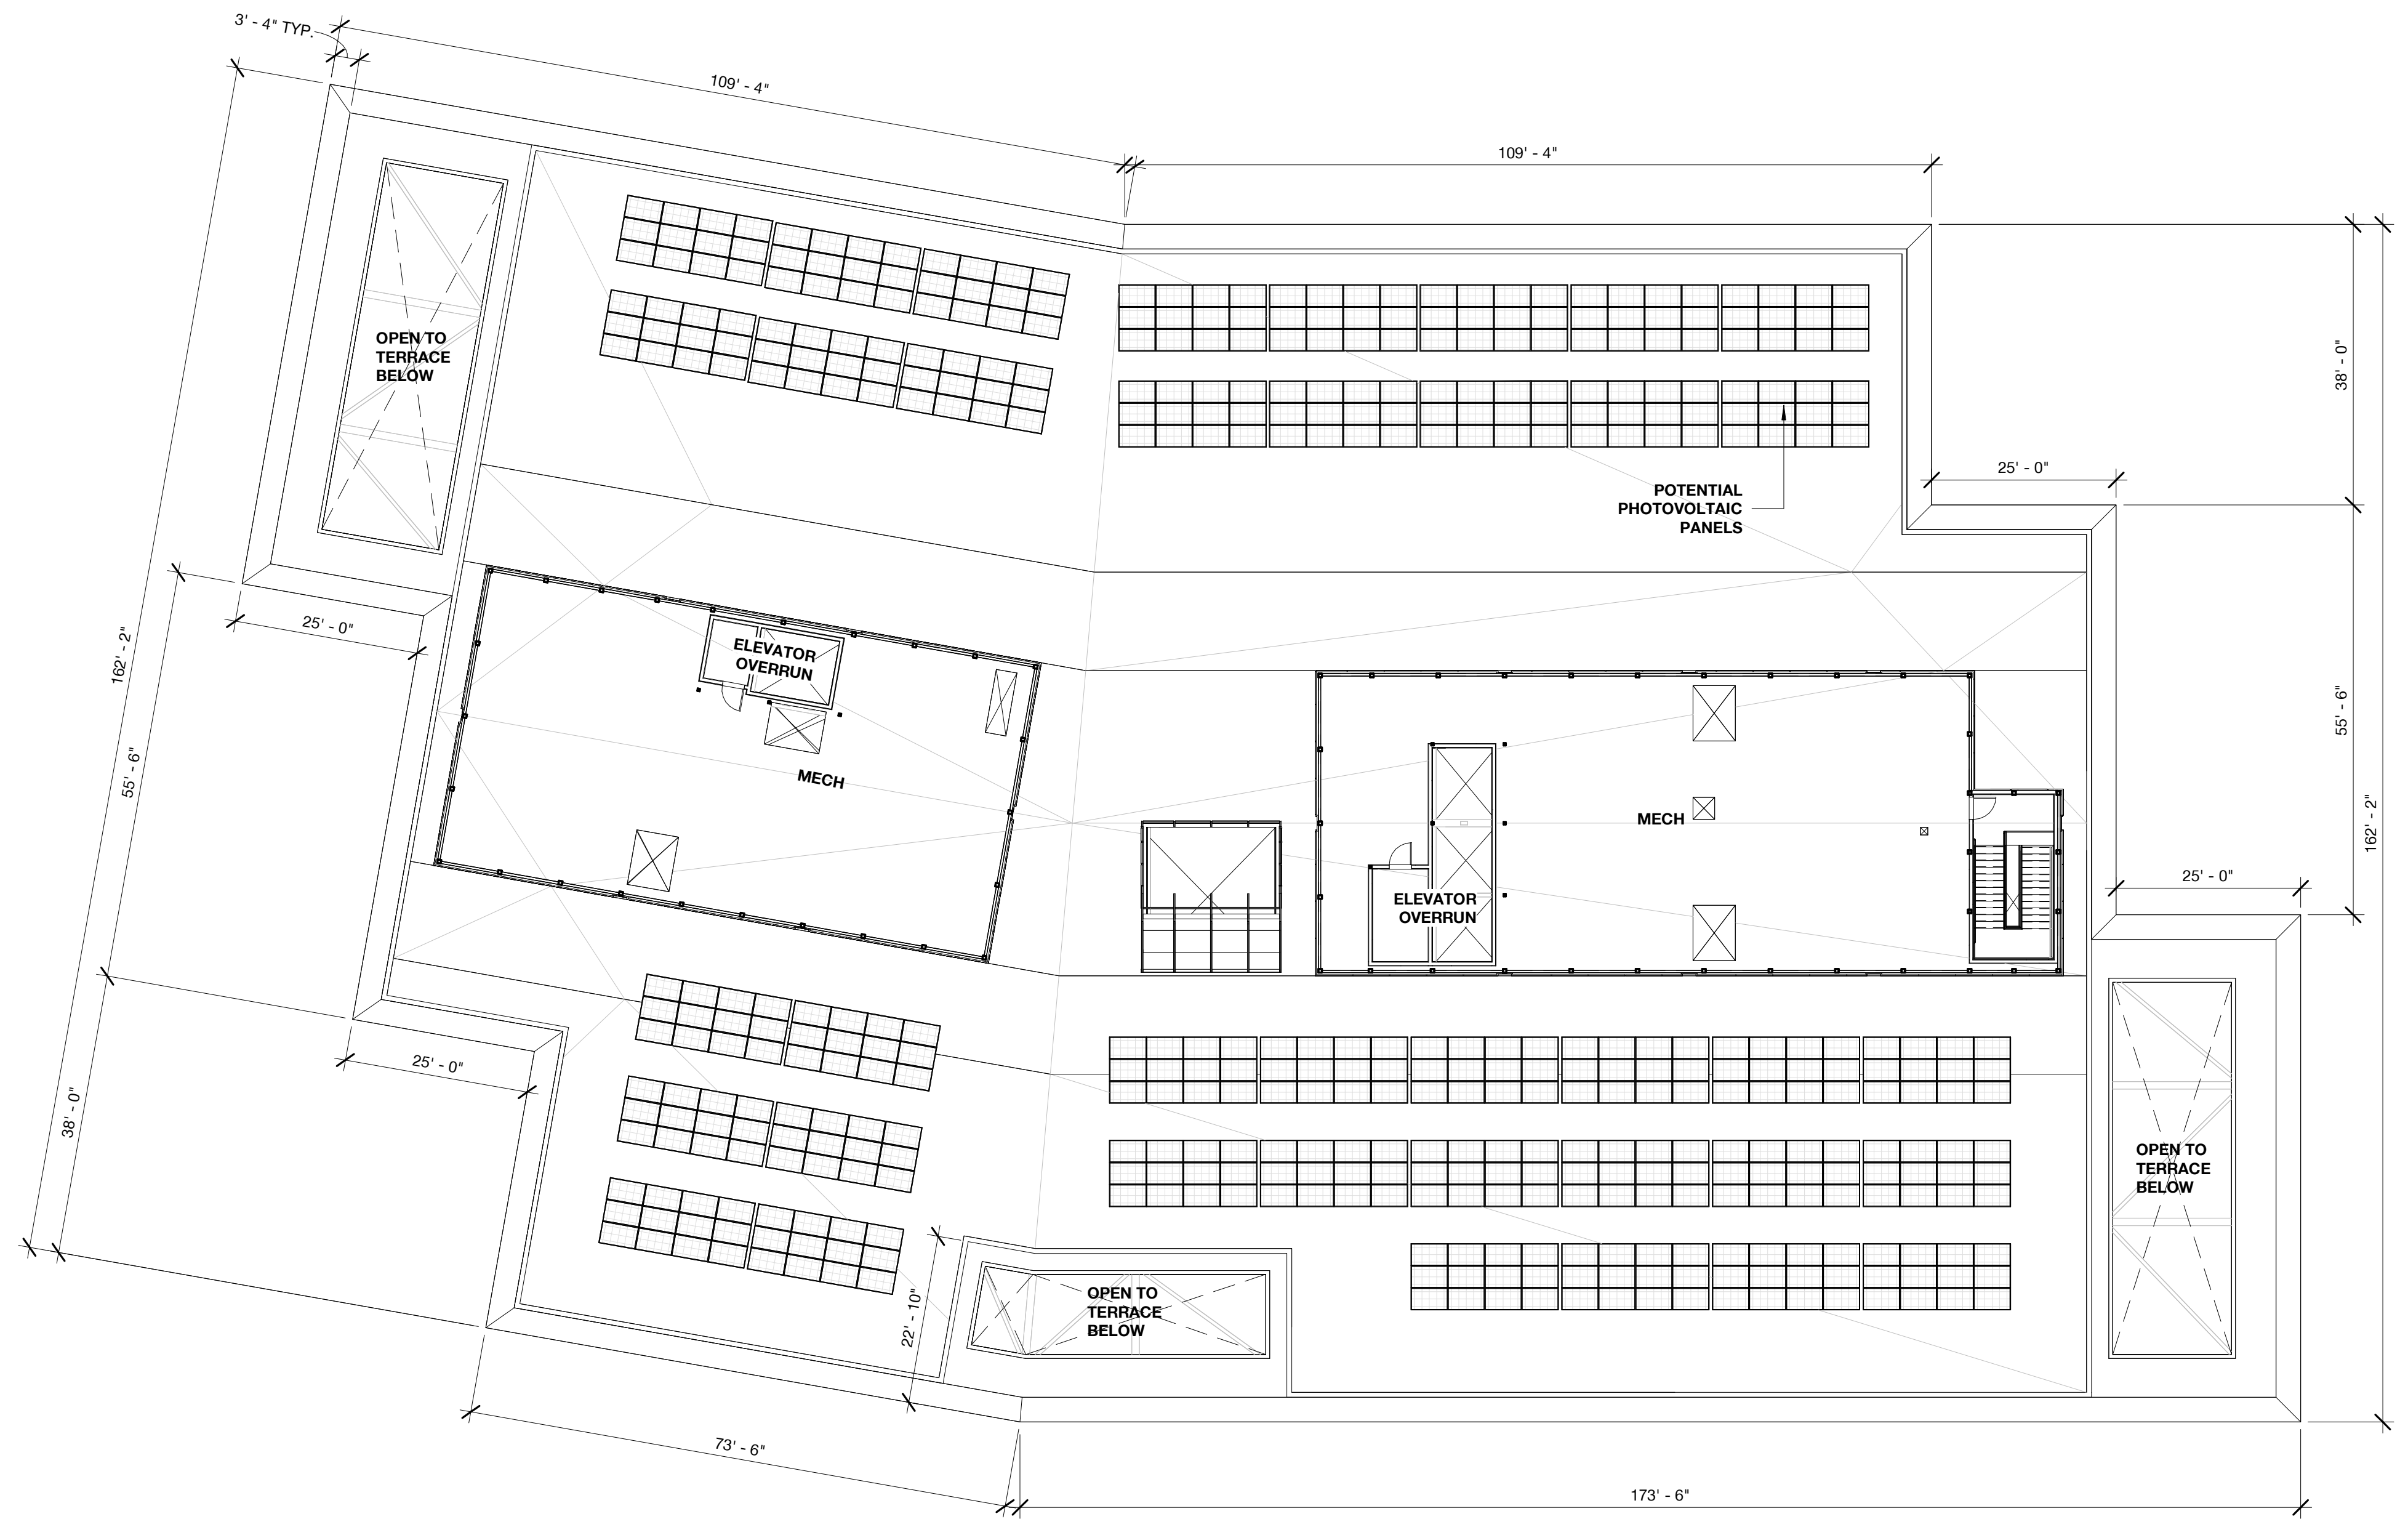 3' - 4" TYP.
109' - 4"
109' - 4"
38' - 0"
OPEN TO
TERRACE
BELOW
25' - 0"
POTENTIAL
PHOTOVOLTAIC
PANELS
25' - 0"
162' - 2"
ELEVATOR
OVERRUN
55' - 6"
55' - 6"
MECH
MECH
162' - 2"
25' - 0"
ELEVATOR
OVERRUN
25' - 0"
38' - 0"
OPEN TO
TERRACE
BELOW
22' - 10"
OPEN TO
TERRACE
BELOW
73' - 6"
173' - 6"